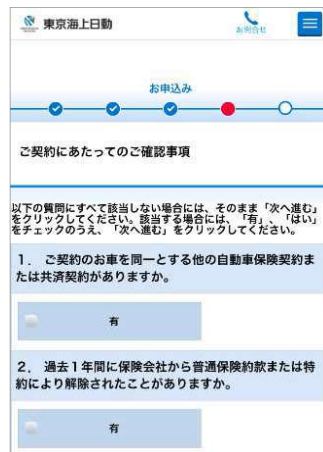 東京海上日動
お問合せ
お申込み
ご契約にあたってのご確認事項
以下の質問にすべて該当しない場合には、そのまま「次へ進む」
をクリックしてください。該当する場合には、「有」、「はい」
をチェックのうえ、「次へ進む」をクリックしてください。
1. ご契約のお車を同一とする他の自動車保険契約ま
たは共済契約がありますか。
有
2. 過去1年間に保険会社から普通保険約款または特
約により解除されたことがありますか。
有